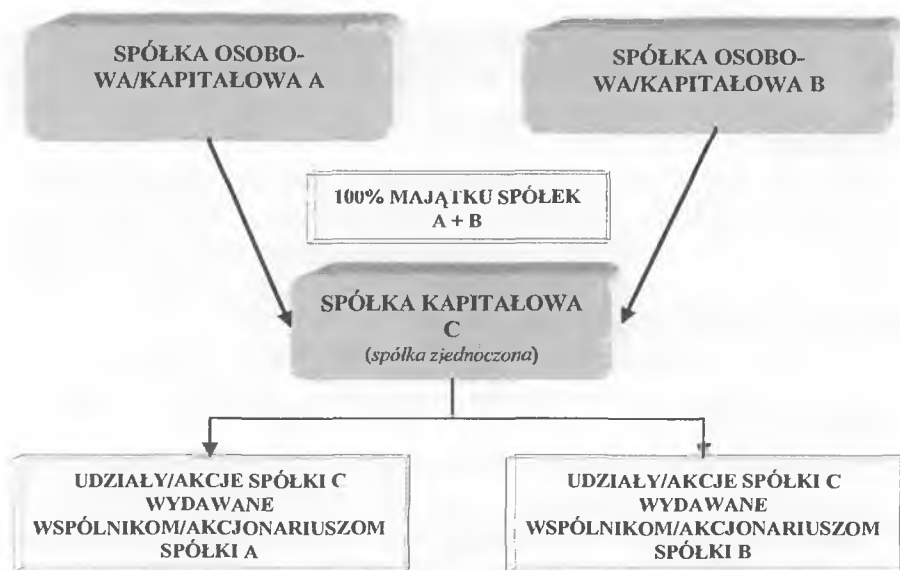 SPÓŁKA OSOBO-
WA/KAPITAŁOWA A
SPÓŁKA OSOBO-
WA/KAPITAŁOWA B
100% MAJĄTKU SPÓŁEK
A + B
SPÓŁKA KAPITAŁOWA
C
(spółka zjednoczona)
UDZIAŁY/AKCJE SPÓŁKI C
WYDAWANE
WSPÓLNIKOM/AKCJONARIUSZOM
SPÓŁKI A
UDZIAŁY/AKCJE SPÓŁKI C
WYDAWANE
WSPÓLNIKOM/AKCJONARIUSZOM
SPÓŁKI B